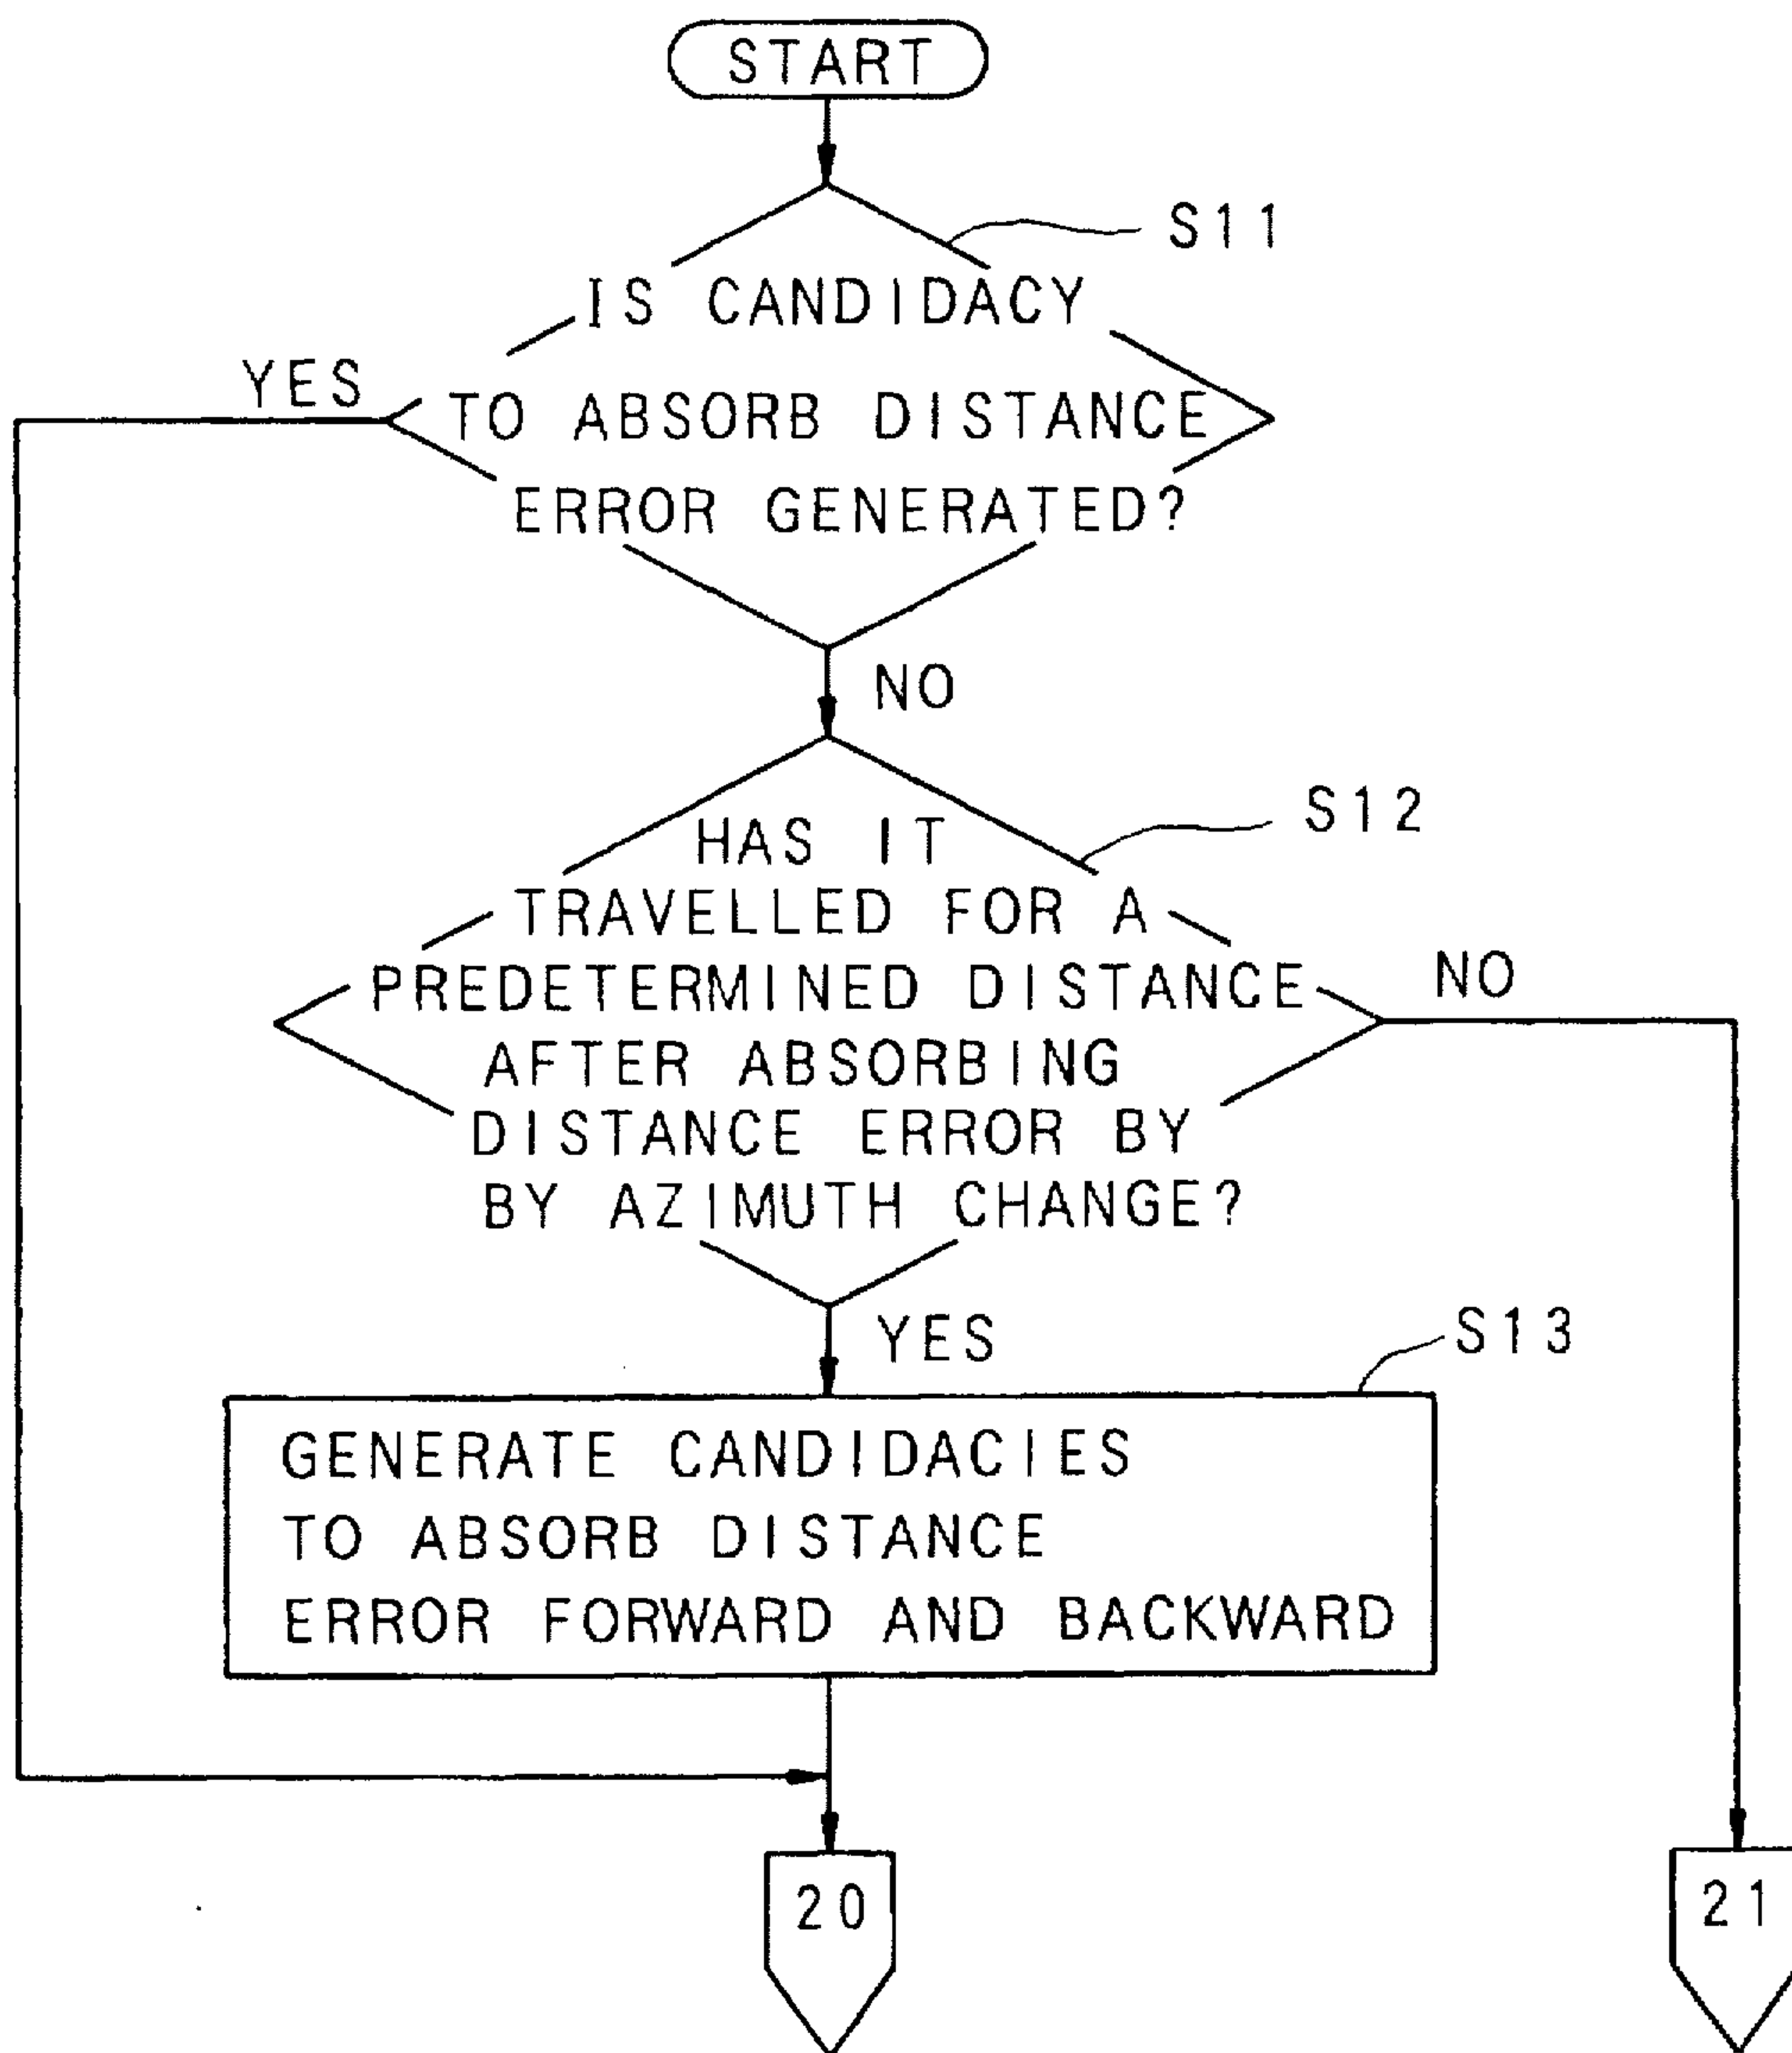 START
S11
IS CANDIDACY
YES
TO ABSORB DISTANCE
ERROR GENERATED?
NO
S12
HAS IT
TRAVELLED FOR A
PREDETERMINED DISTANCE
NO
AFTER ABSORBING
DISTANCE ERROR BY
BY AZIMUTH CHANGE?
YES
S13
GENERATE CANDIDACIES
TO ABSORB DISTANCE
ERROR FORWARD AND BACKWARD
20
21